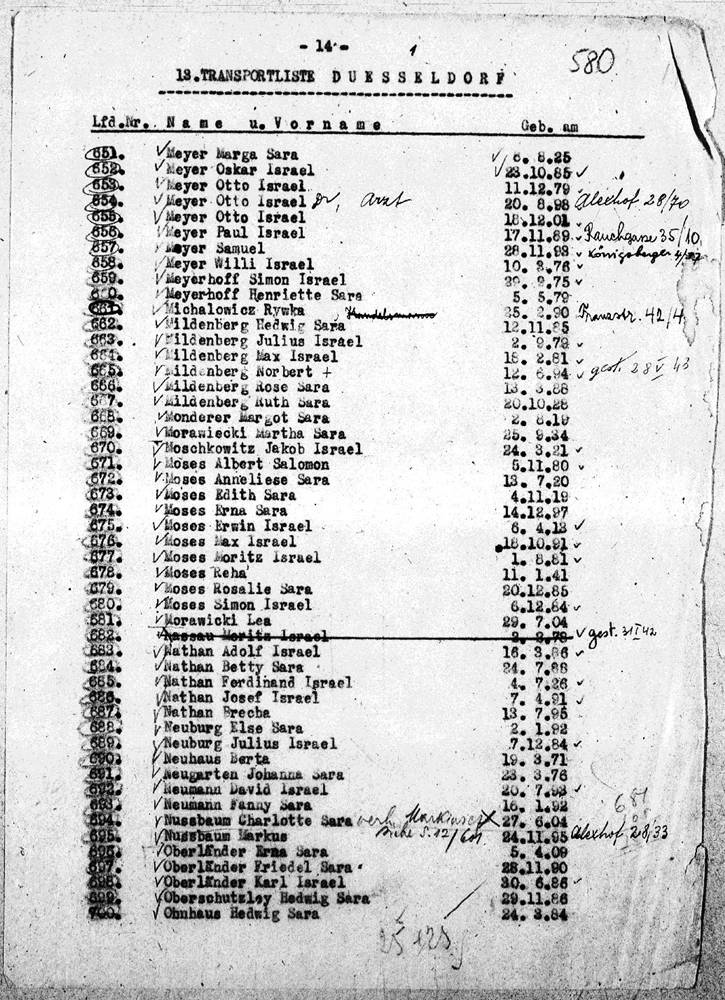 - 14 - 1
580
13.TRANSPORTLISTE DUESSELDORF
Lfd.Nr. Name u.Vorname Geb. am
651. Meyer Marga Sara 6. 8.25
652. Meyer Oskar Israel 23.10.85
653. Meyer Otto Israel 11.12.79
654. Meyer Otto Israel Dr, Arzt 20. 8.98 Alexhof 28/70
655. Meyer Otto Israel 18.12.01
656. Meyer Paul Israel 17.11.89 Rauchgasse 35/10
657. Meyer Samuel 28.11.93 Königsberger
658. Meyer Willi Israel 10. 3.76
659. Meyerhoff Simon Israel 9.75
660. Meyerhoff Henriette Sara 5. 5.79
661. Michalowicz Rywka 25. 2.90 Franzstr. 42/4
662. Mildenberg Hedwig Sara 12.11.85
663. Mildenberg Julius Israel 2. 9.79
664. Mildenberg Max Israel 18. 2.81
665. Mildenberg Norbert + 12. 6.94 gest. 28 V 43
666. Mildenberg Rose Sara 13. 3.88
667. Mildenberg Ruth Sara 20.10.28
668. Monderer Margot Sara 2. 8.19
669. Morawiecki Martha Sara 25. 9.34
670. Moschkowitz Jakob Israel 24. 3.21
671. Moses Albert Salomon 5.11.80
672. Moses Anneliese Sara 13. 7.20
673. Moses Edith Sara 4.11.19
674. Moses Erna Sara 14.12.97
675. Moses Erwin Israel 6. 4.13
676. Moses Max Israel 18.10.91
677. Moses Moritz Israel 1. 8.81
678. Moses Reha 11. 1.41
679. Moses Rosalie Sara 20.12.85
680. Moses Simon Israel 6.12.84
681. Morawicki Lea 29. 7.04
682. Nassau Moritz Israel 2. 2.78 gest. 31 I 42
683. Nathan Adolf Israel 16. 3.86
684. Nathan Betty Sara 24. 7.88
685. Nathan Ferdinand Israel 4. 7.26
686. Nathan Josef Israel 7. 4.91
687. Nathan Brecha 13. 7.95
688. Neuburg Else Sara 2. 1.92
689. Neuburg Julius Israel 7.12.84
690. Neuhaus Berta 19. 3.71
691. Neugarten Johanna Sara 23. 3.76
692. Neumann David Israel 20. 7.93
693. Neumann Fanny Sara 16. 1.92
694. Nussbaum Charlotte Sara verh. 27. 6.04
695. Nussbaum Markus 24.11.95 Alexhof 28/33
696. Oberländer Erna Sara 5. 4.09
697. Oberländer Friedel Sara 28.11.90
698. Oberländer Karl Israel 30. 6.86
699. Oberschutzley Hedwig Sara 29.11.86
700. Ohnhaus Hedwig Sara 24. 3.84
25 + 25